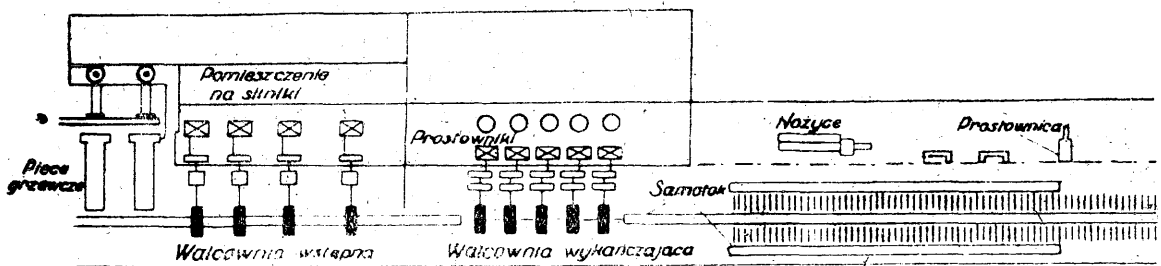 Pomieszczenie
na silniki
Prostowniki
Nożyce
Prostownica
Piece
grzewcze
Samotok
Walcownia wstępna
Walcownia wykańczająca